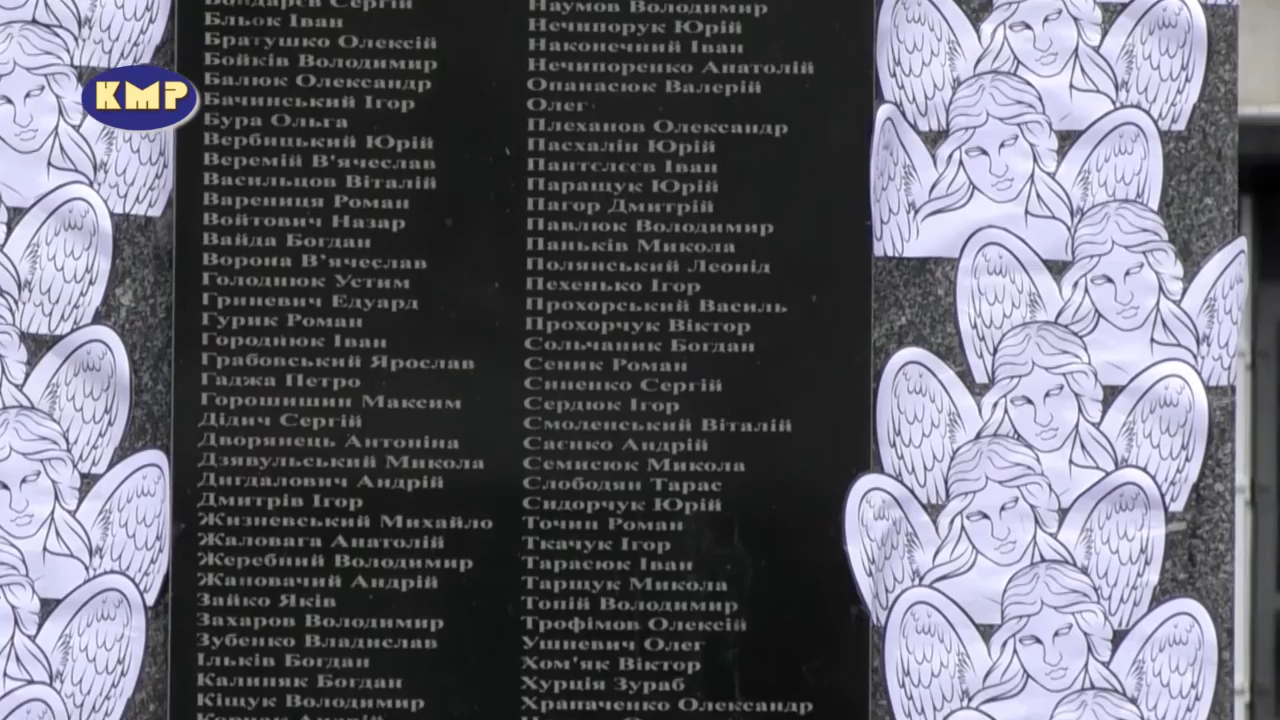 КМР
Бондарєв Сергій
Бльок Іван
Братушко Олексій
Бойків Володимир
Балюк Олександр
Бачинський Ігор
Бура Ольга
Вербицький Юрій
Веремій В'ячеслав
Васильцов Віталій
Варениця Роман
Войтович Назар
Вайда Богдан
Ворона В'ячеслав
Голоднюк Устим
Гриневич Едуард
Гурик Роман
Городнюк Іван
Грабовський Ярослав
Гаджа Петро
Горошишин Максим
Дідич Сергій
Дворянець Антоніна
Дзявульський Микола
Дигдалович Андрій
Дмитрів Ігор
Жизневський Михайло
Жаловага Анатолій
Жеребний Володимир
Жановачий Андрій
Зайко Яків
Захаров Володимир
Зубенко Владислав
Ільків Богдан
Калиняк Богдан
Кіщук Володимир
Наумов Володимир
Нечипорук Юрій
Наконечний Іван
Нечипоренко Анатолій
Опанасюк Валерій
Олег
Плеханов Олександр
Пасхалін Юрій
Пантєлєєв Іван
Паращук Юрій
Пагор Дмитрій
Павлюк Володимир
Паньків Микола
Полянський Леонід
Пехенько Ігор
Прохорський Василь
Прохорчук Віктор
Сольчаник Богдан
Сеник Роман
Синенко Сергій
Сердюк Ігор
Смоленський Віталій
Саєнко Андрій
Семисюк Микола
Слободян Тарас
Сидорчук Юрій
Точин Роман
Ткачук Ігор
Тарасюк Іван
Тарщук Микола
Топій Володимир
Трофімов Олексій
Ушневич Олег
Хом'як Віктор
Хурція Зураб
Храпаченко Олександр